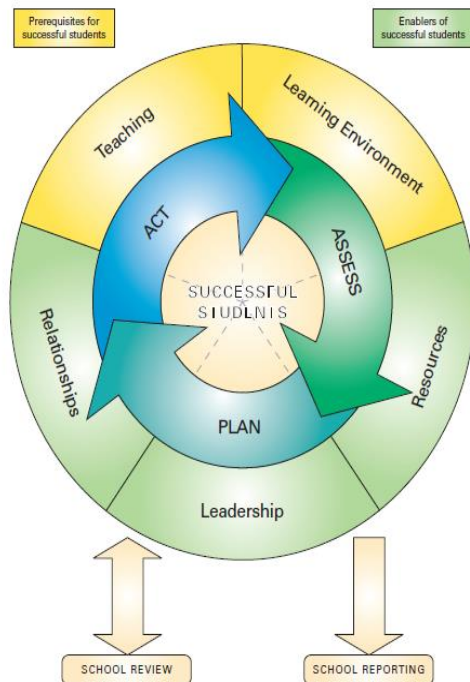 Prerequisites for
successful students
Enablers of
successful students
Teaching
Learning Environment
ACT
ASSESS
SUCCESSFUL
STUDENTS
Relationships
Resources
PLAN
Leadership
SCHOOL REVIEW
SCHOOL REPORTING